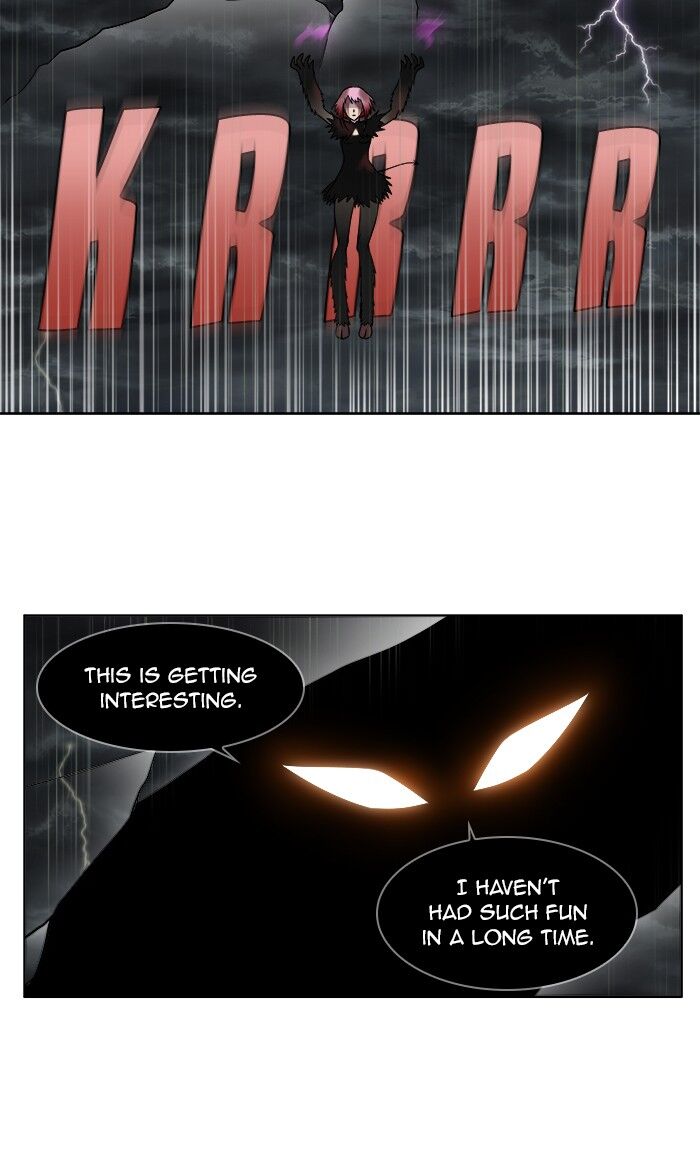 KRRRR
THIS IS GETTING
INTERESTING.
I HAVEN'T
HAD SUCH FUN
IN A LONG TIME.